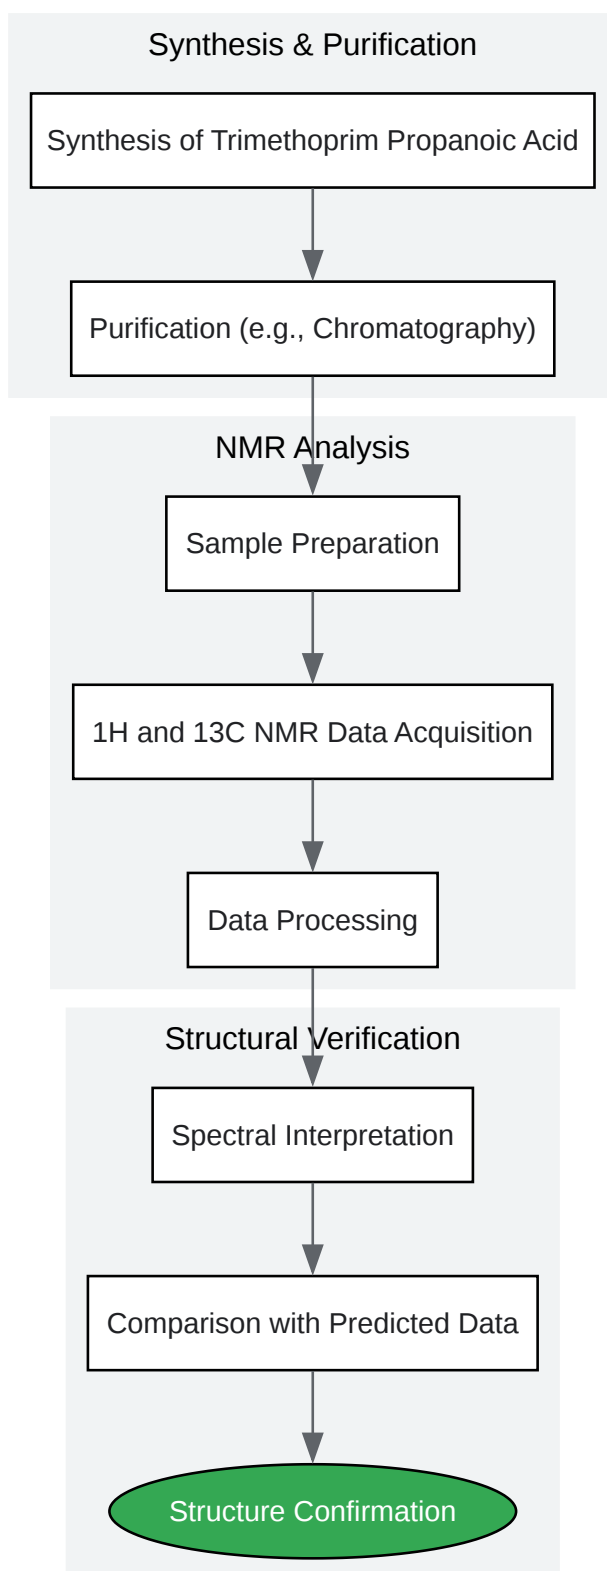 Synthesis & Purification
Synthesis of Trimethoprim Propanoic Acid
Purification (e.g., Chromatography)
NMR Analysis
Sample Preparation
1H and 13C NMR Data Acquisition
Data Processing
Structural Verification
Spectral Interpretation
Comparison with Predicted Data
Structure Confirmation